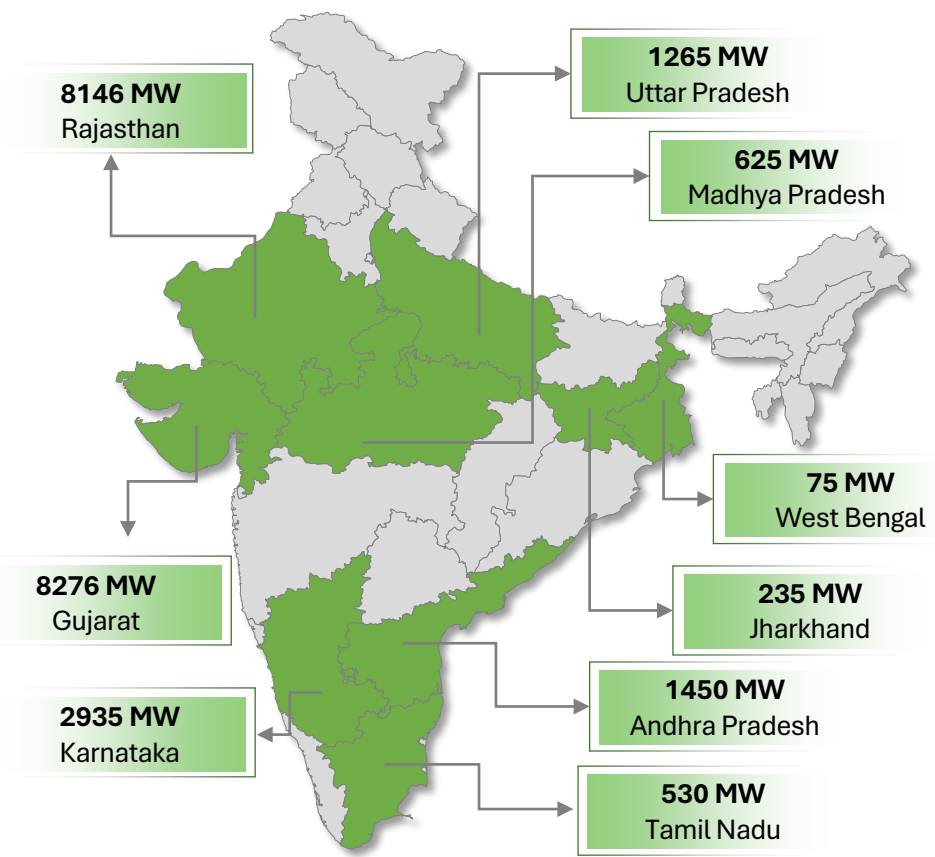 8146 MW
Rajasthan
1265 MW
Uttar Pradesh
625 MW
Madhya Pradesh
75 MW
West Bengal
8276 MW
Gujarat
235 MW
Jharkhand
2935 MW
Karnataka
1450 MW
Andhra Pradesh
530 MW
Tamil Nadu